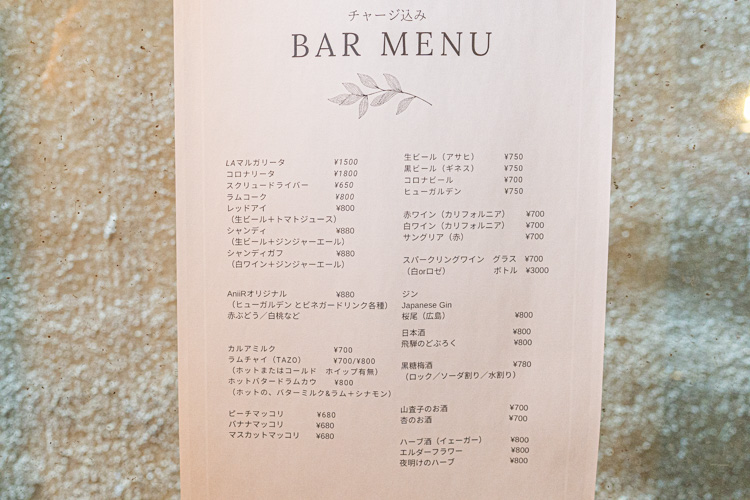 チャージ込み
BAR MENU
LAマルガリータ ¥1500
コロナリータ ¥1800
スクリュードライバー ¥650
ラムコーク ¥800
レッドアイ ¥800
（生ビール＋トマトジュース）
シャンディ ¥880
（生ビール＋ジンジャーエール）
シャンディガフ ¥880
（白ワイン＋ジンジャーエール）
AniiRオリジナル ¥880
（ヒューガルデン とビネガードリンク各種）
赤ぶどう／白桃など
カルアミルク ¥700
ラムチャイ（TAZO） ¥700/¥800
（ホットまたはコールド ホイップ有無）
ホットバタードラムカウ ¥800
（ホットの、バターミルク&ラム＋シナモン）
ピーチマッコリ ¥680
バナナマッコリ ¥680
マスカットマッコリ ¥680
生ビール（アサヒ） ¥750
黒ビール（ギネス） ¥750
コロナビール ¥700
ヒューガルデン ¥750
赤ワイン（カリフォルニア） ¥700
白ワイン（カリフォルニア） ¥700
サングリア（赤） ¥700
スパークリングワイン グラス ¥700
（白orロゼ） ボトル ¥3000
ジン
Japanese Gin
桜尾（広島） ¥800
日本酒 ¥800
飛騨のどぶろく ¥800
黒糖梅酒 ¥780
（ロック／ソーダ割り／水割り）
山査子のお酒 ¥700
杏のお酒 ¥700
ハーブ酒（イェーガー） ¥800
エルダーフラワー ¥800
夜明けのハーブ ¥800